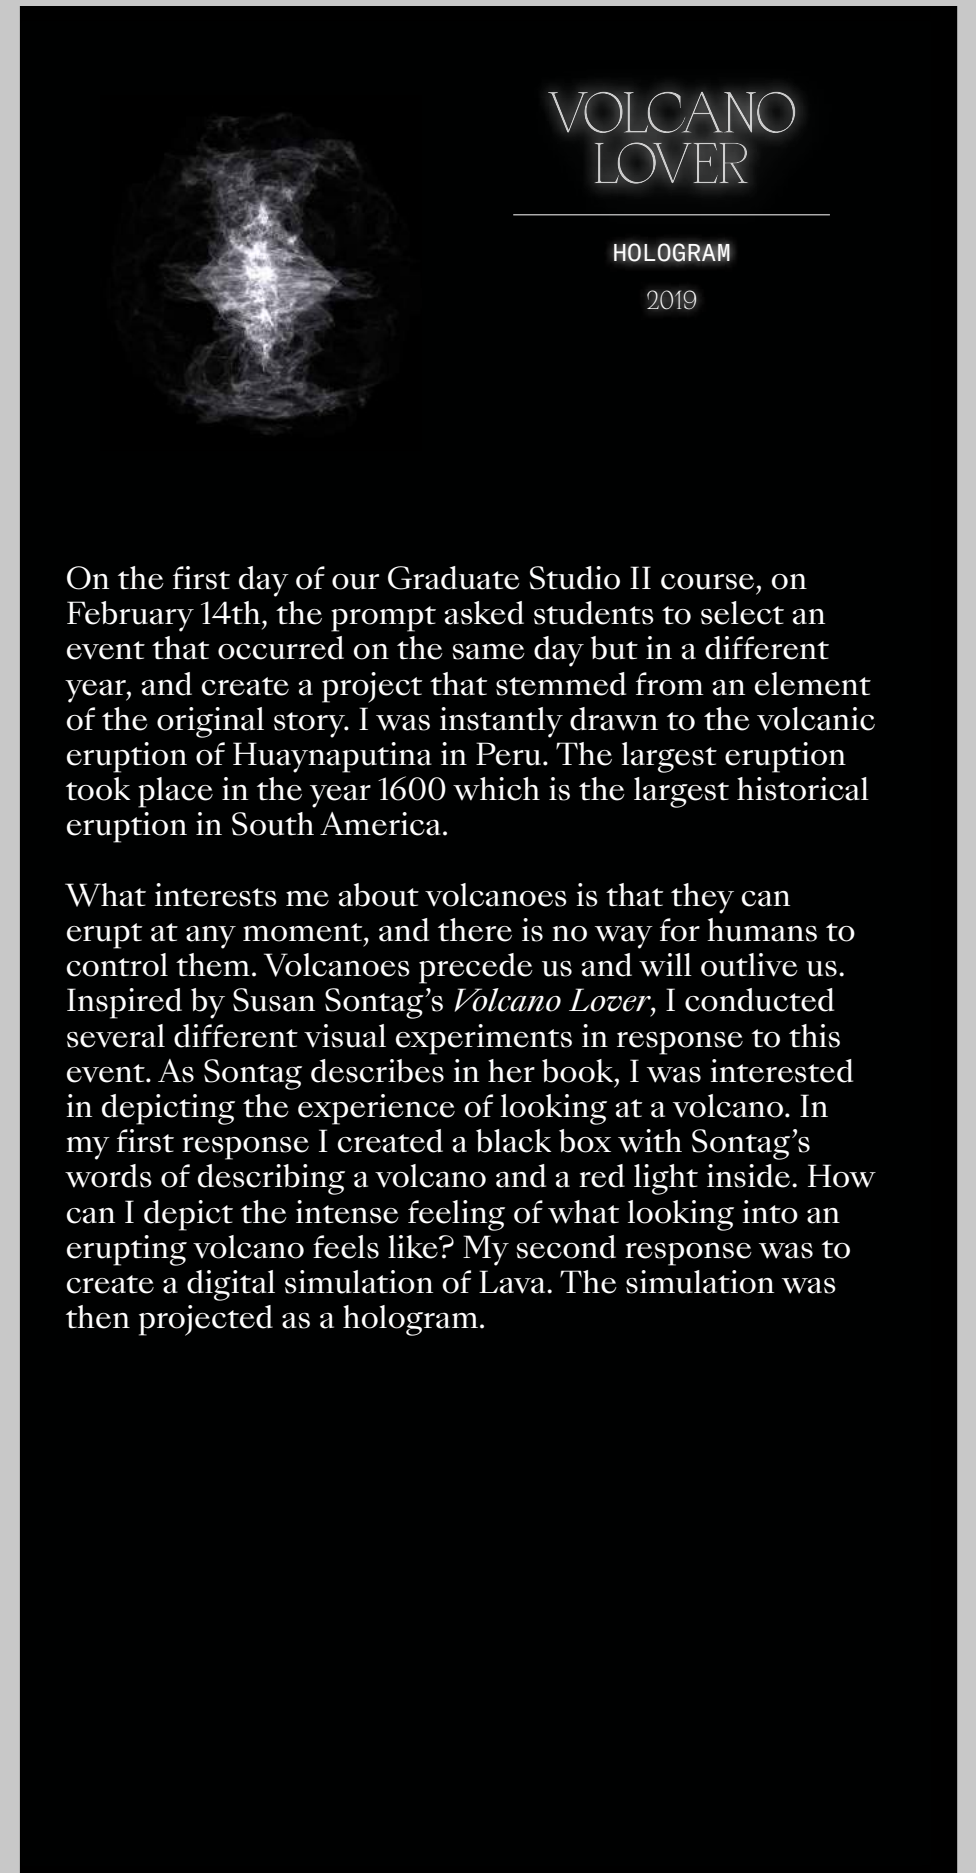 VOLCANO
LOVER
HOLOGRAM
2019
On the first day of our Graduate Studio II course, on
February 14th, the prompt asked students to select an
event that occurred on the same day but in a different
year, and create a project that stemmed from an element
of the original story. I was instantly drawn to the volcanic
eruption of Huaynaputina in Peru. The largest eruption
took place in the year 1600 which is the largest historical
eruption in South America.
What interests me about volcanoes is that they can
erupt at any moment, and there is no way for humans to
control them. Volcanoes precede us and will outlive us.
Inspired by Susan Sontag’s Volcano Lover, I conducted
several different visual experiments in response to this
event. As Sontag describes in her book, I was interested
in depicting the experience of looking at a volcano. In
my first response I created a black box with Sontag’s
words of describing a volcano and a red light inside. How
can I depict the intense feeling of what looking into an
erupting volcano feels like? My second response was to
create a digital simulation of Lava. The simulation was
then projected as a hologram.